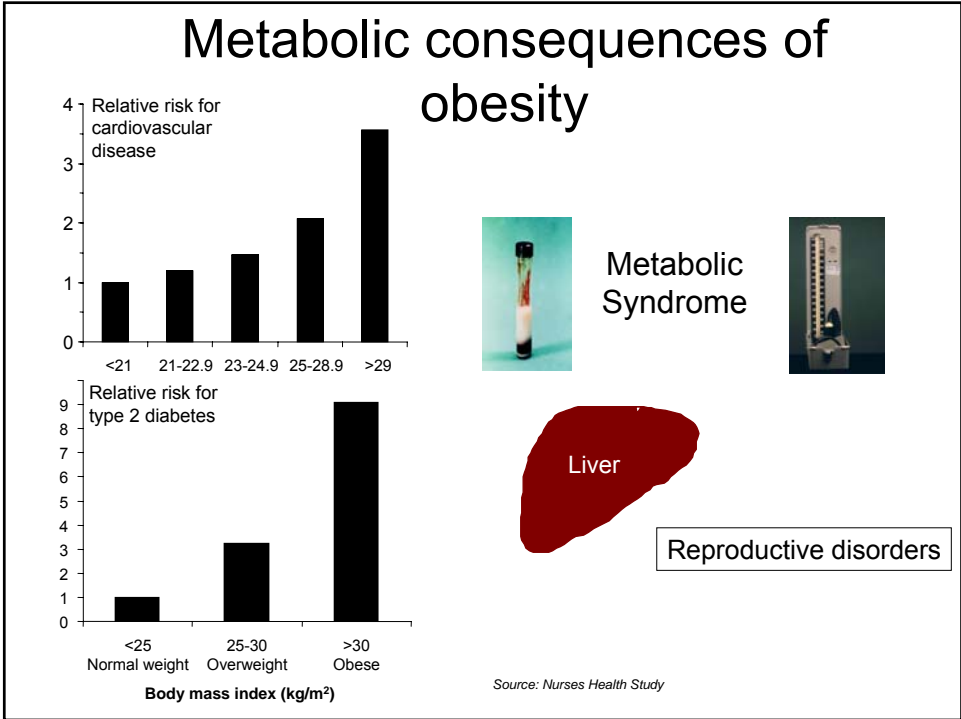 Metabolic consequences of
obesity
Relative risk for
cardiovascular
disease
4
3
2
1
0
<21 21-22.9 23-24.9 25-28.9 >29
Relative risk for
type 2 diabetes
9
8
7
6
5
4
3
2
1
0
<25 25-30 >30
Normal weight Overweight Obese
Body mass index (kg/m²)
Metabolic
Syndrome
Liver
Reproductive disorders
Source: Nurses Health Study